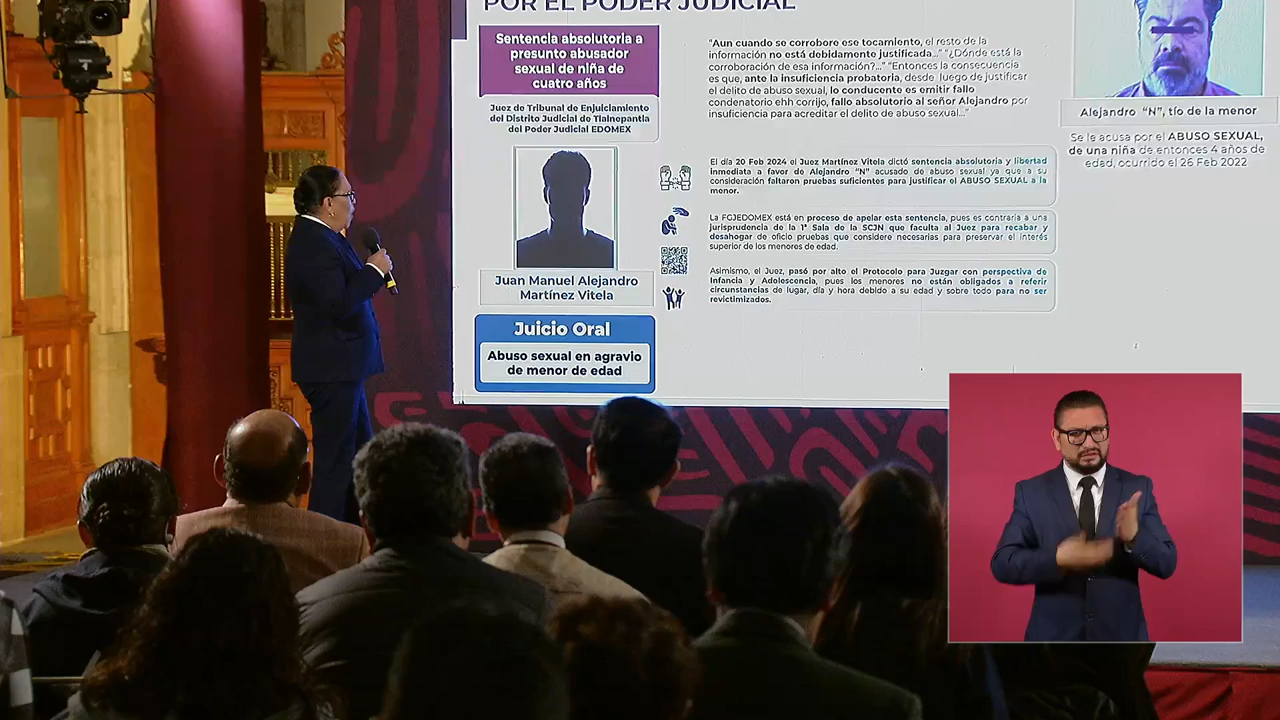 POR EL PODER JUDICIAL
Sentencia absolutoria a
presunto abusador
sexual de niña de
cuatro años
Juez de Tribunal de Enjuiciamiento
del Distrito Judicial de Tlalnepantla
del Poder Judicial EDOMEX
Juan Manuel Alejandro
Martínez Vitela
Juicio Oral
Abuso sexual en agravio
de menor de edad
"Aun cuando se corrobore ese tocamiento, el resto de la
información no está debidamente justificada..." "¿Dónde está la
corroboración de esa información?..." "Entonces la consecuencia
es que, ante la insuficiencia probatoria, desde luego de justificar
el delito de abuso sexual, lo conducente es emitir fallo
condenatorio ehh corrijo, fallo absolutorio al señor Alejandro por
insuficiencia para acreditar el delito de abuso sexual..."
El día 20 Feb 2024 el Juez Martínez Vitela dictó sentencia absolutoria y libertad
inmediata a favor de Alejandro "N" acusado de abuso sexual ya que a su
consideración faltaron pruebas suficientes para justificar el ABUSO SEXUAL a la
menor.
La FGJEDOMEX está en proceso de apelar esta sentencia, pues es contraria a una
jurisprudencia de la 1ª Sala de la SCJN que faculta al Juez para recabar y
desahogar de oficio pruebas que considere necesarias para preservar el interés
superior de los menores de edad.
Asimismo, el Juez, pasó por alto el Protocolo para Juzgar con perspectiva de
Infancia y Adolescencia, pues los menores no están obligados a referir
circunstancias de lugar, día y hora debido a su edad y sobre todo para no ser
revictimizados.
Alejandro "N", tío de la menor
Se le acusa por el ABUSO SEXUAL,
de una niña de entonces 4 años de
edad, ocurrido el 26 Feb 2022